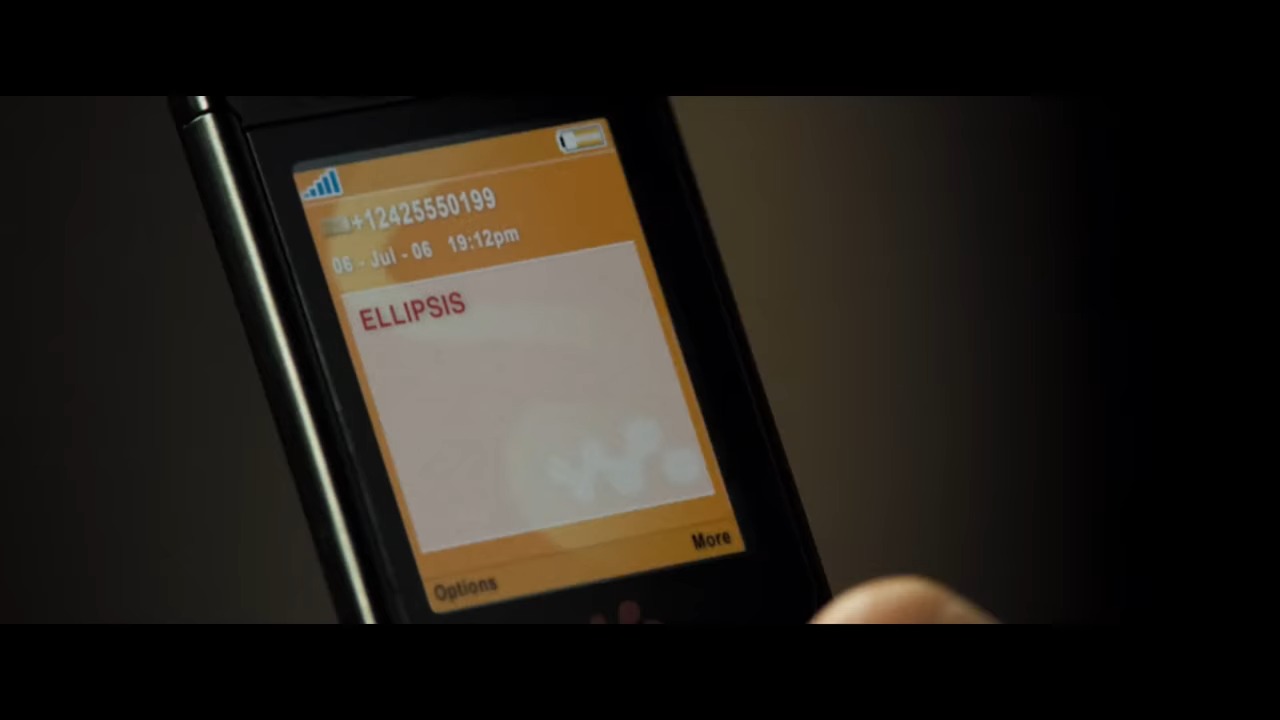 +12425550199
06 - Jul - 06 19:12pm
ELLIPSIS
More
Options